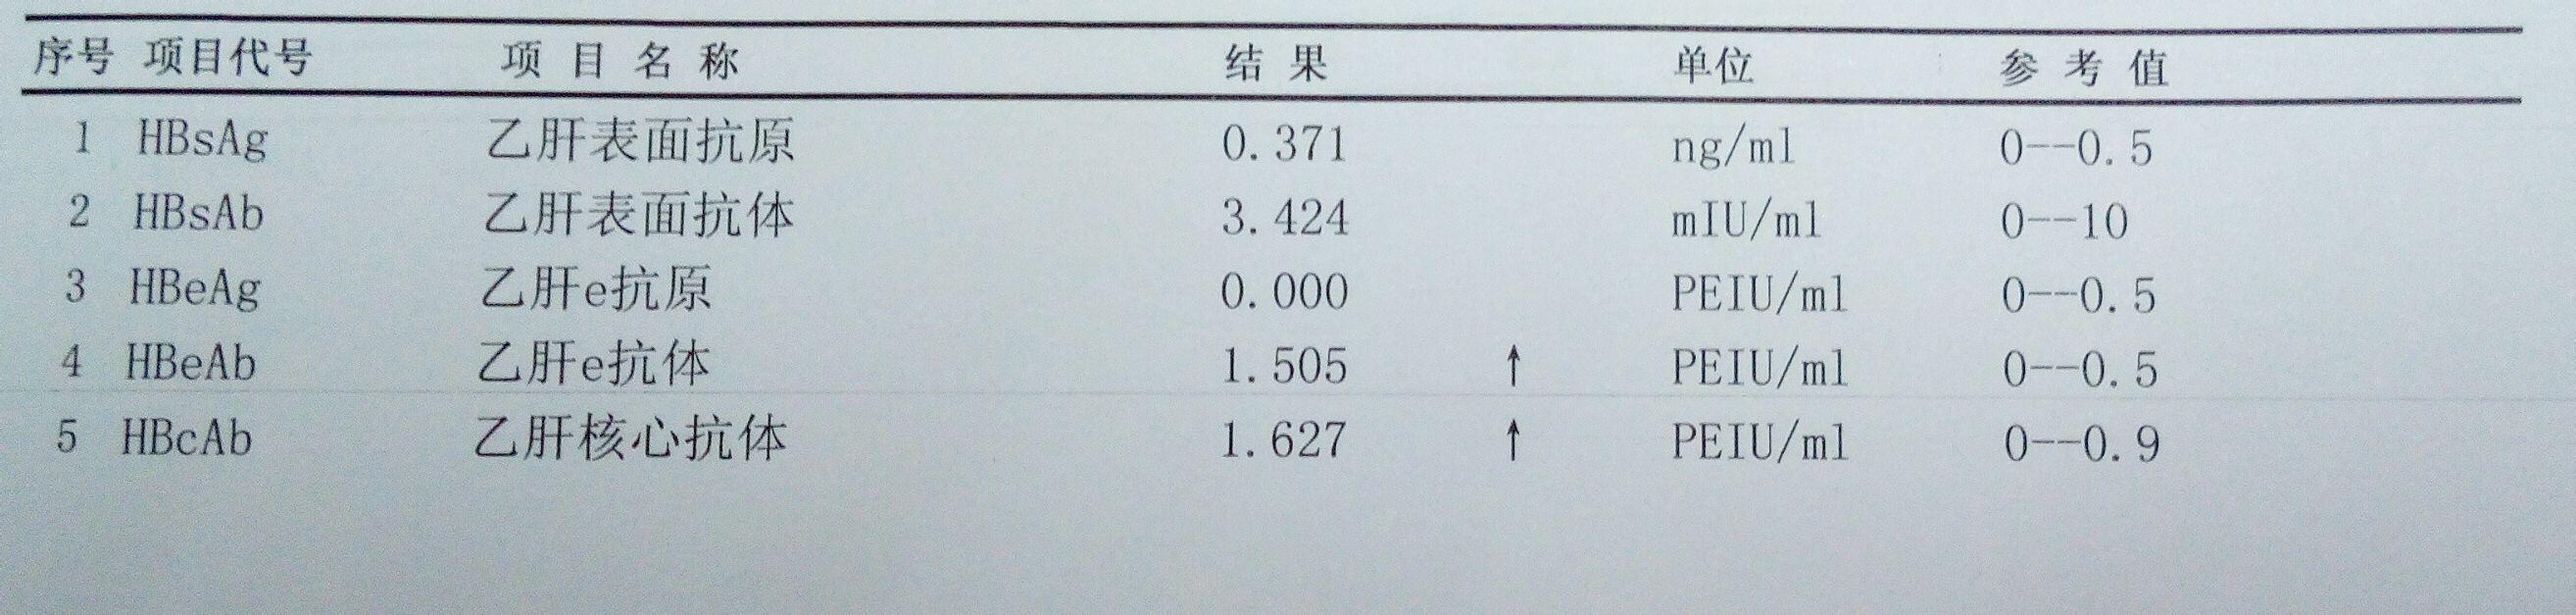 序号 项目代号 项目名称 结果 单位 参考值
1 HBsAg 乙肝表面抗原 0.371 ng/ml 0--0.5
2 HBsAb 乙肝表面抗体 3.424 mIU/ml 0--10
3 HBeAg 乙肝e抗原 0.000 PEIU/ml 0--0.5
4 HBeAb 乙肝e抗体 1.505 ↑ PEIU/ml 0--0.5
5 HBcAb 乙肝核心抗体 1.627 ↑ PEIU/ml 0--0.9